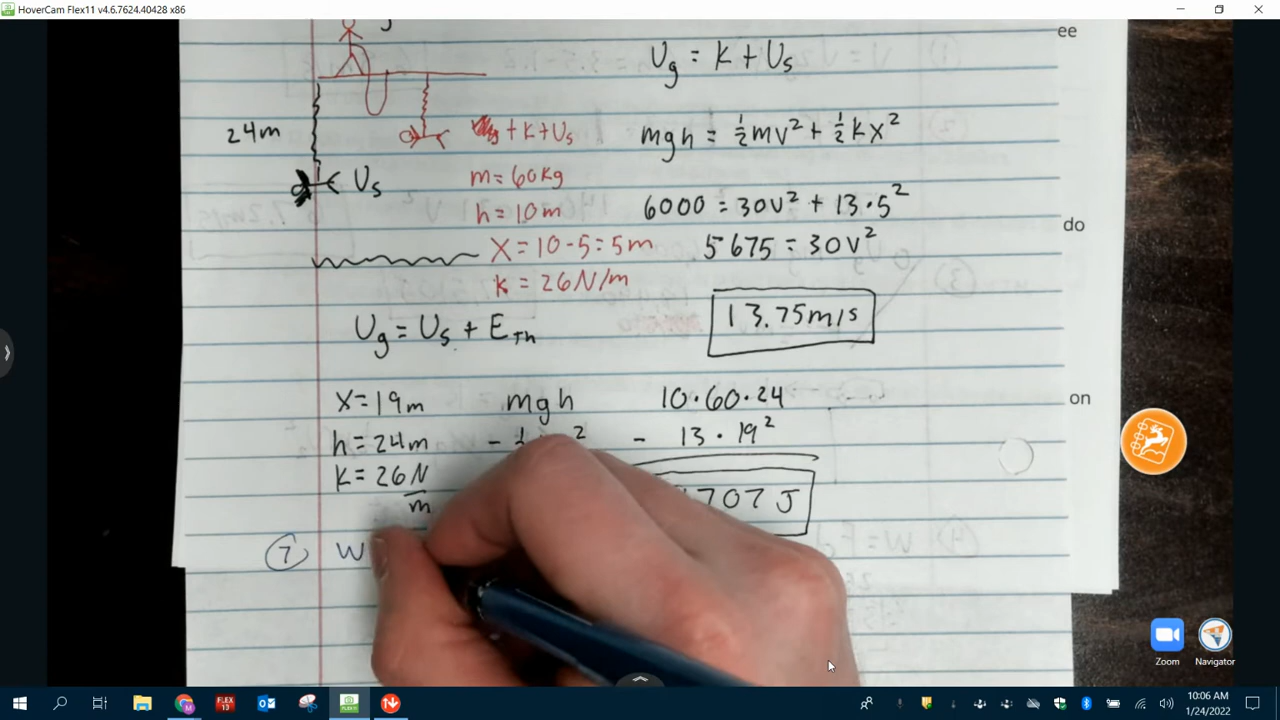 HoverCam Flex11 v4.6.7624.40428 x86
ee
Ug = K + Us
24m
+ K + Us
mgh = ½mv² + ½kx²
Us
m = 60kg
h = 10m
6000 = 30v² + 13·5²
do
X = 10-5 = 5m
5675 = 30v²
k = 26N/m
13.75m/s
Ug = Us + ETh
X = 19m
mgh
10·60·24
on
h = 24m
- 13·19²
K = 26N/m
707 J
7 W
Zoom
Navigator
FLEX 11
10:06 AM
1/24/2022